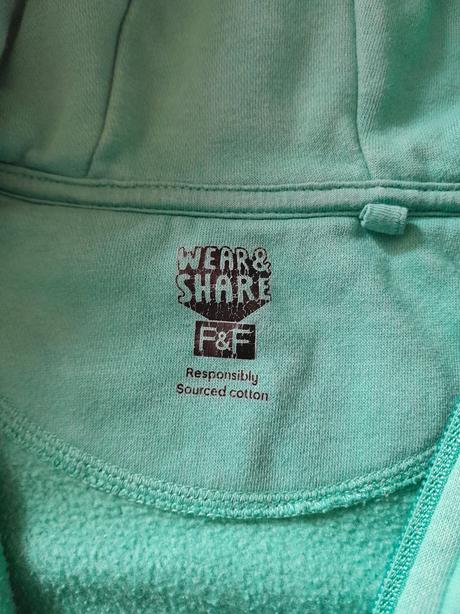 WEAR&
SHARE
F&F
Responsibly
Sourced cotton